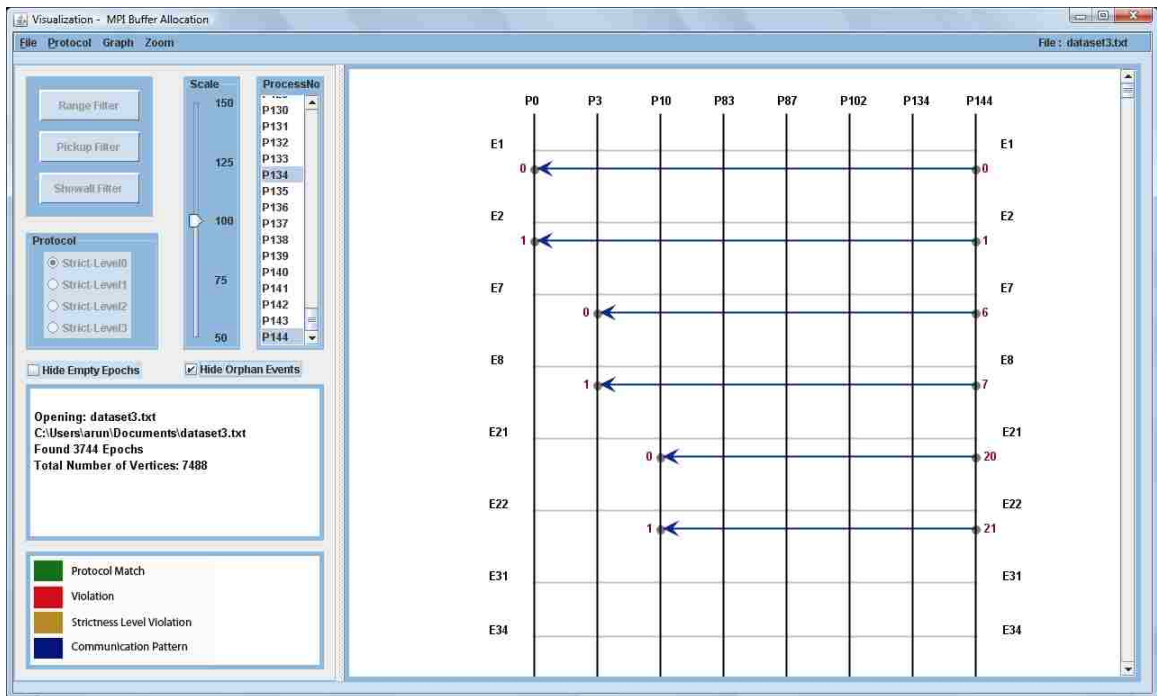 Visualization - MPI Buffer Allocation
File Protocol Graph Zoom
File : dataset3.txt
Range Filter
Pickup Filter
Showall Filter
Protocol
Strict-Level0
Strict-Level1
Strict-Level2
Strict-Level3
Scale
150
125
100
75
50
ProcessNo
P130
P131
P132
P133
P134
P135
P136
P137
P138
P139
P140
P141
P142
P143
P144
Hide Empty Epochs
Hide Orphan Events
Opening: dataset3.txt
C:\Users\arun\Documents\dataset3.txt
Found 3744 Epochs
Total Number of Vertices: 7488
Protocol Match
Violation
Strictness Level Violation
Communication Pattern
P0 P3 P10 P83 P87 P102 P134 P144
E1 E1
0 0
E2 E2
1 1
E7 E7
0 6
E8 E8
1 7
E21 E21
0 20
E22 E22
1 21
E31 E31
E34 E34